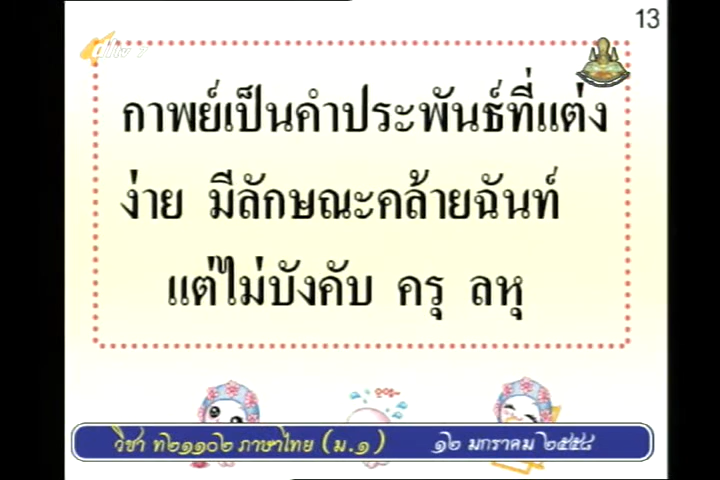 13
กาพย์เป็นคำประพันธ์ที่แต่ง
ง่าย มีลักษณะคล้ายฉันท์
แต่ไม่บังคับ ครุ ลหุ
วิชา ท๒๑๑๐๒ ภาษาไทย (ม.๑) ๑๒ มกราคม ๒๕๕๘